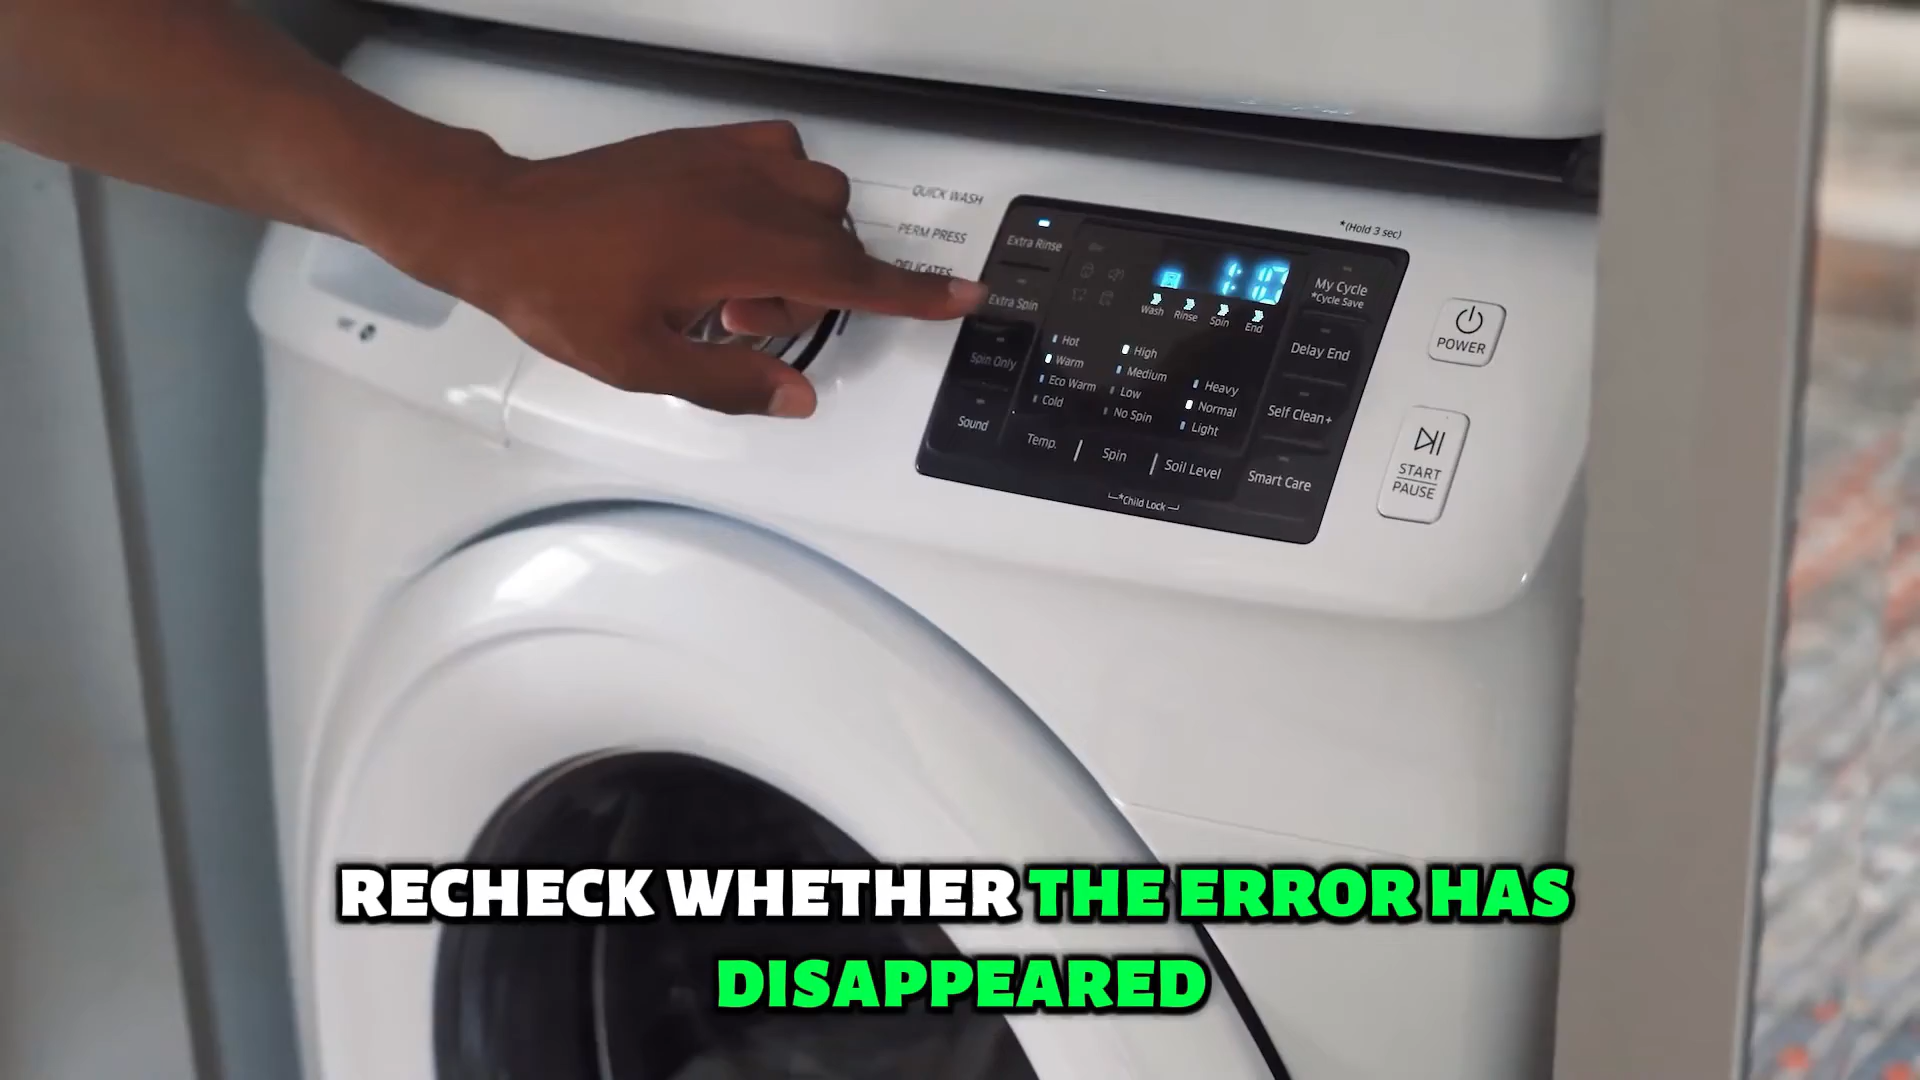 QUICK WASH
PERM PRESS
DELICATES
*(Hold 3 sec)
Extra Rinse
Extra Spin
Spin Only
Sound
Wash
Rinse
Spin
End
Hot
Warm
Eco Warm
Cold
High
Medium
Low
No Spin
Heavy
Normal
Light
Temp.
Spin
Soil Level
*Child Lock
My Cycle
*Cycle Save
Delay End
Self Clean+
Smart Care
POWER
START
PAUSE
RECHECK WHETHER THE ERROR HAS
DISAPPEARED